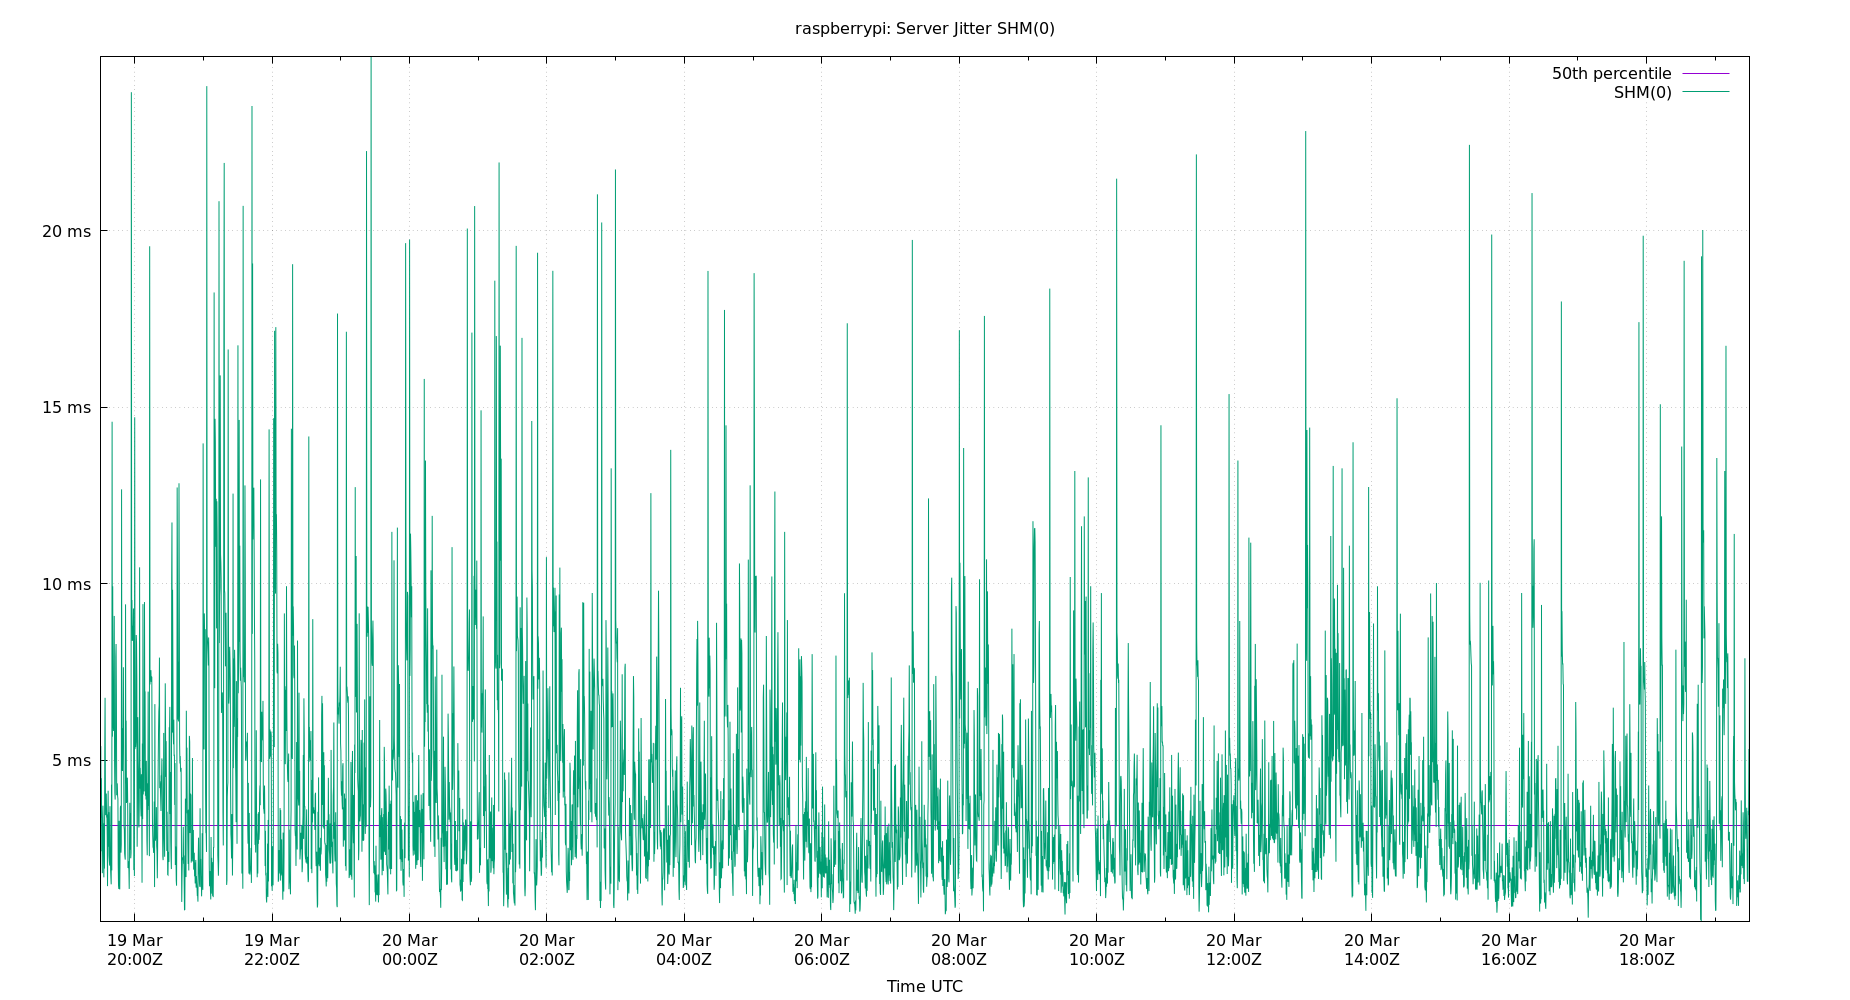 raspberrypi: Server Jitter SHM(0)
50th percentile
SHM(0)
20 ms
15 ms
10 ms
5 ms
19 Mar 19 Mar 20 Mar 20 Mar 20 Mar 20 Mar 20 Mar 20 Mar 20 Mar 20 Mar 20 Mar 20 Mar
20:00Z 22:00Z 00:00Z 02:00Z 04:00Z 06:00Z 08:00Z 10:00Z 12:00Z 14:00Z 16:00Z 18:00Z
Time UTC